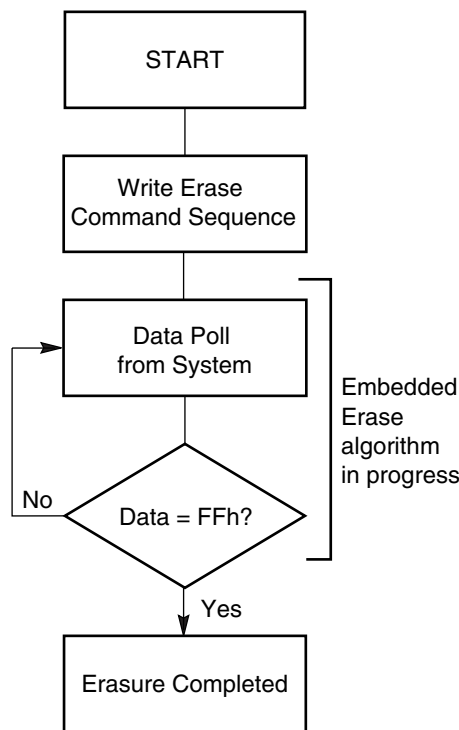 START
Write Erase
Command Sequence
Data Poll
from System
Embedded
Erase
algorithm
in progress
No
Data = FFh?
Yes
Erasure Completed